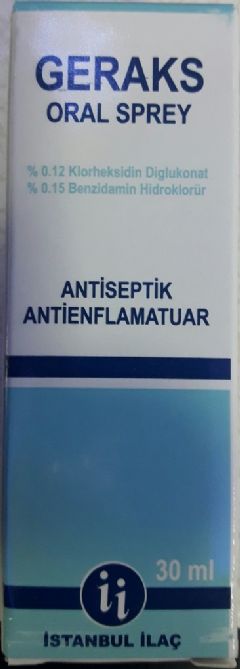 GERAKS
ORAL SPREY
% 0.12 Klorheksidin Diglukonat
% 0.15 Benzidamin Hidroklorür
ANTİSEPTİK
ANTİENFLAMATUAR
30 ml
ii
İSTANBUL İLAÇ